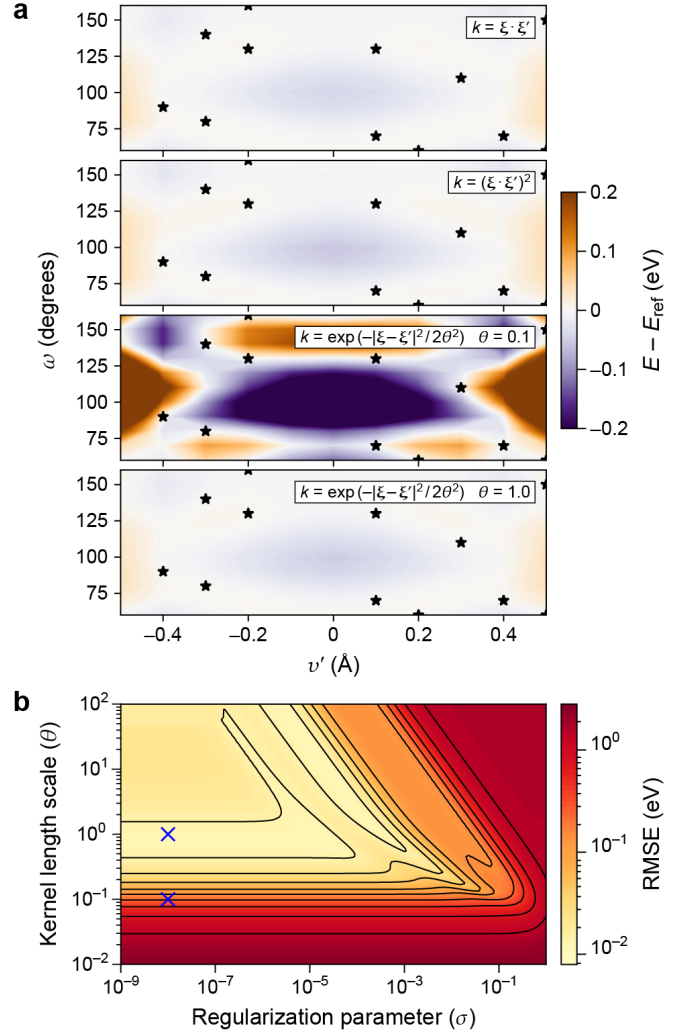 a
k = ξ · ξ′
150
125
100
75
k = (ξ · ξ′)²
150
125
100
75
ω (degrees)
k = exp (–|ξ–ξ′|²/2θ²) θ = 0.1
150
125
100
75
k = exp (–|ξ–ξ′|²/2θ²) θ = 1.0
150
125
100
75
–0.4 –0.2 0 0.2 0.4
υ′ (Å)
0.2
0.1
0
–0.1
–0.2
E – E_ref (eV)
b
10²
10¹
10⁰
10⁻¹
10⁻²
Kernel length scale (θ)
10⁻⁹ 10⁻⁷ 10⁻⁵ 10⁻³ 10⁻¹
Regularization parameter (σ)
10⁰
10⁻¹
10⁻²
RMSE (eV)